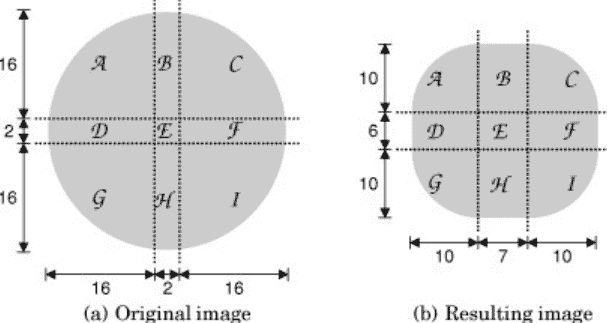 16
2
16
A B C
D E F
G H I
16 2 16
(a) Original image
10
6
10
A B C
D E F
G H I
10 7 10
(b) Resulting image